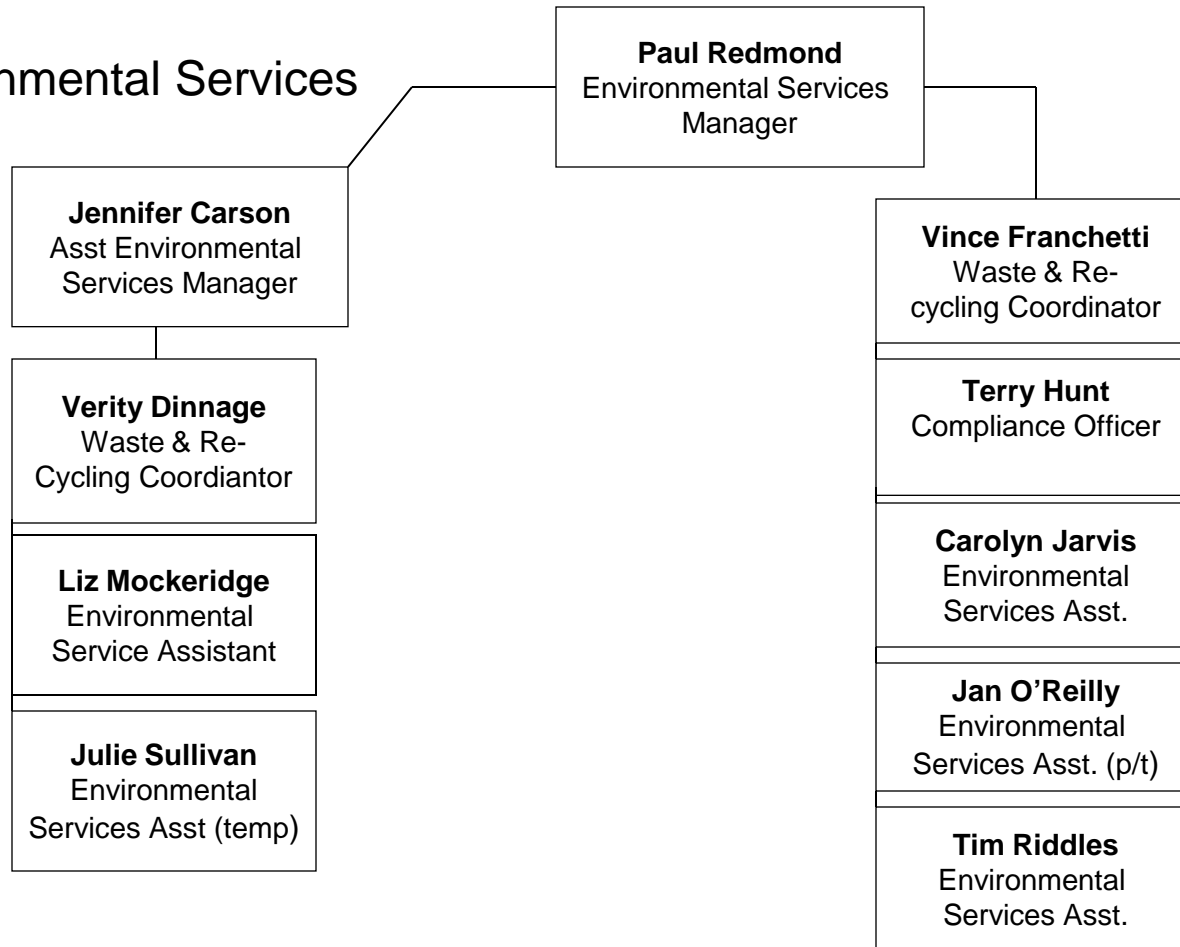 nmental Services
Paul Redmond
Environmental Services
Manager
Jennifer Carson
Asst Environmental
Services Manager
Verity Dinnage
Waste & Re-
Cycling Coordiantor
Liz Mockeridge
Environmental
Service Assistant
Julie Sullivan
Environmental
Services Asst (temp)
Vince Franchetti
Waste & Re-
cycling Coordinator
Terry Hunt
Compliance Officer
Carolyn Jarvis
Environmental
Services Asst.
Jan O’Reilly
Environmental
Services Asst. (p/t)
Tim Riddles
Environmental
Services Asst.